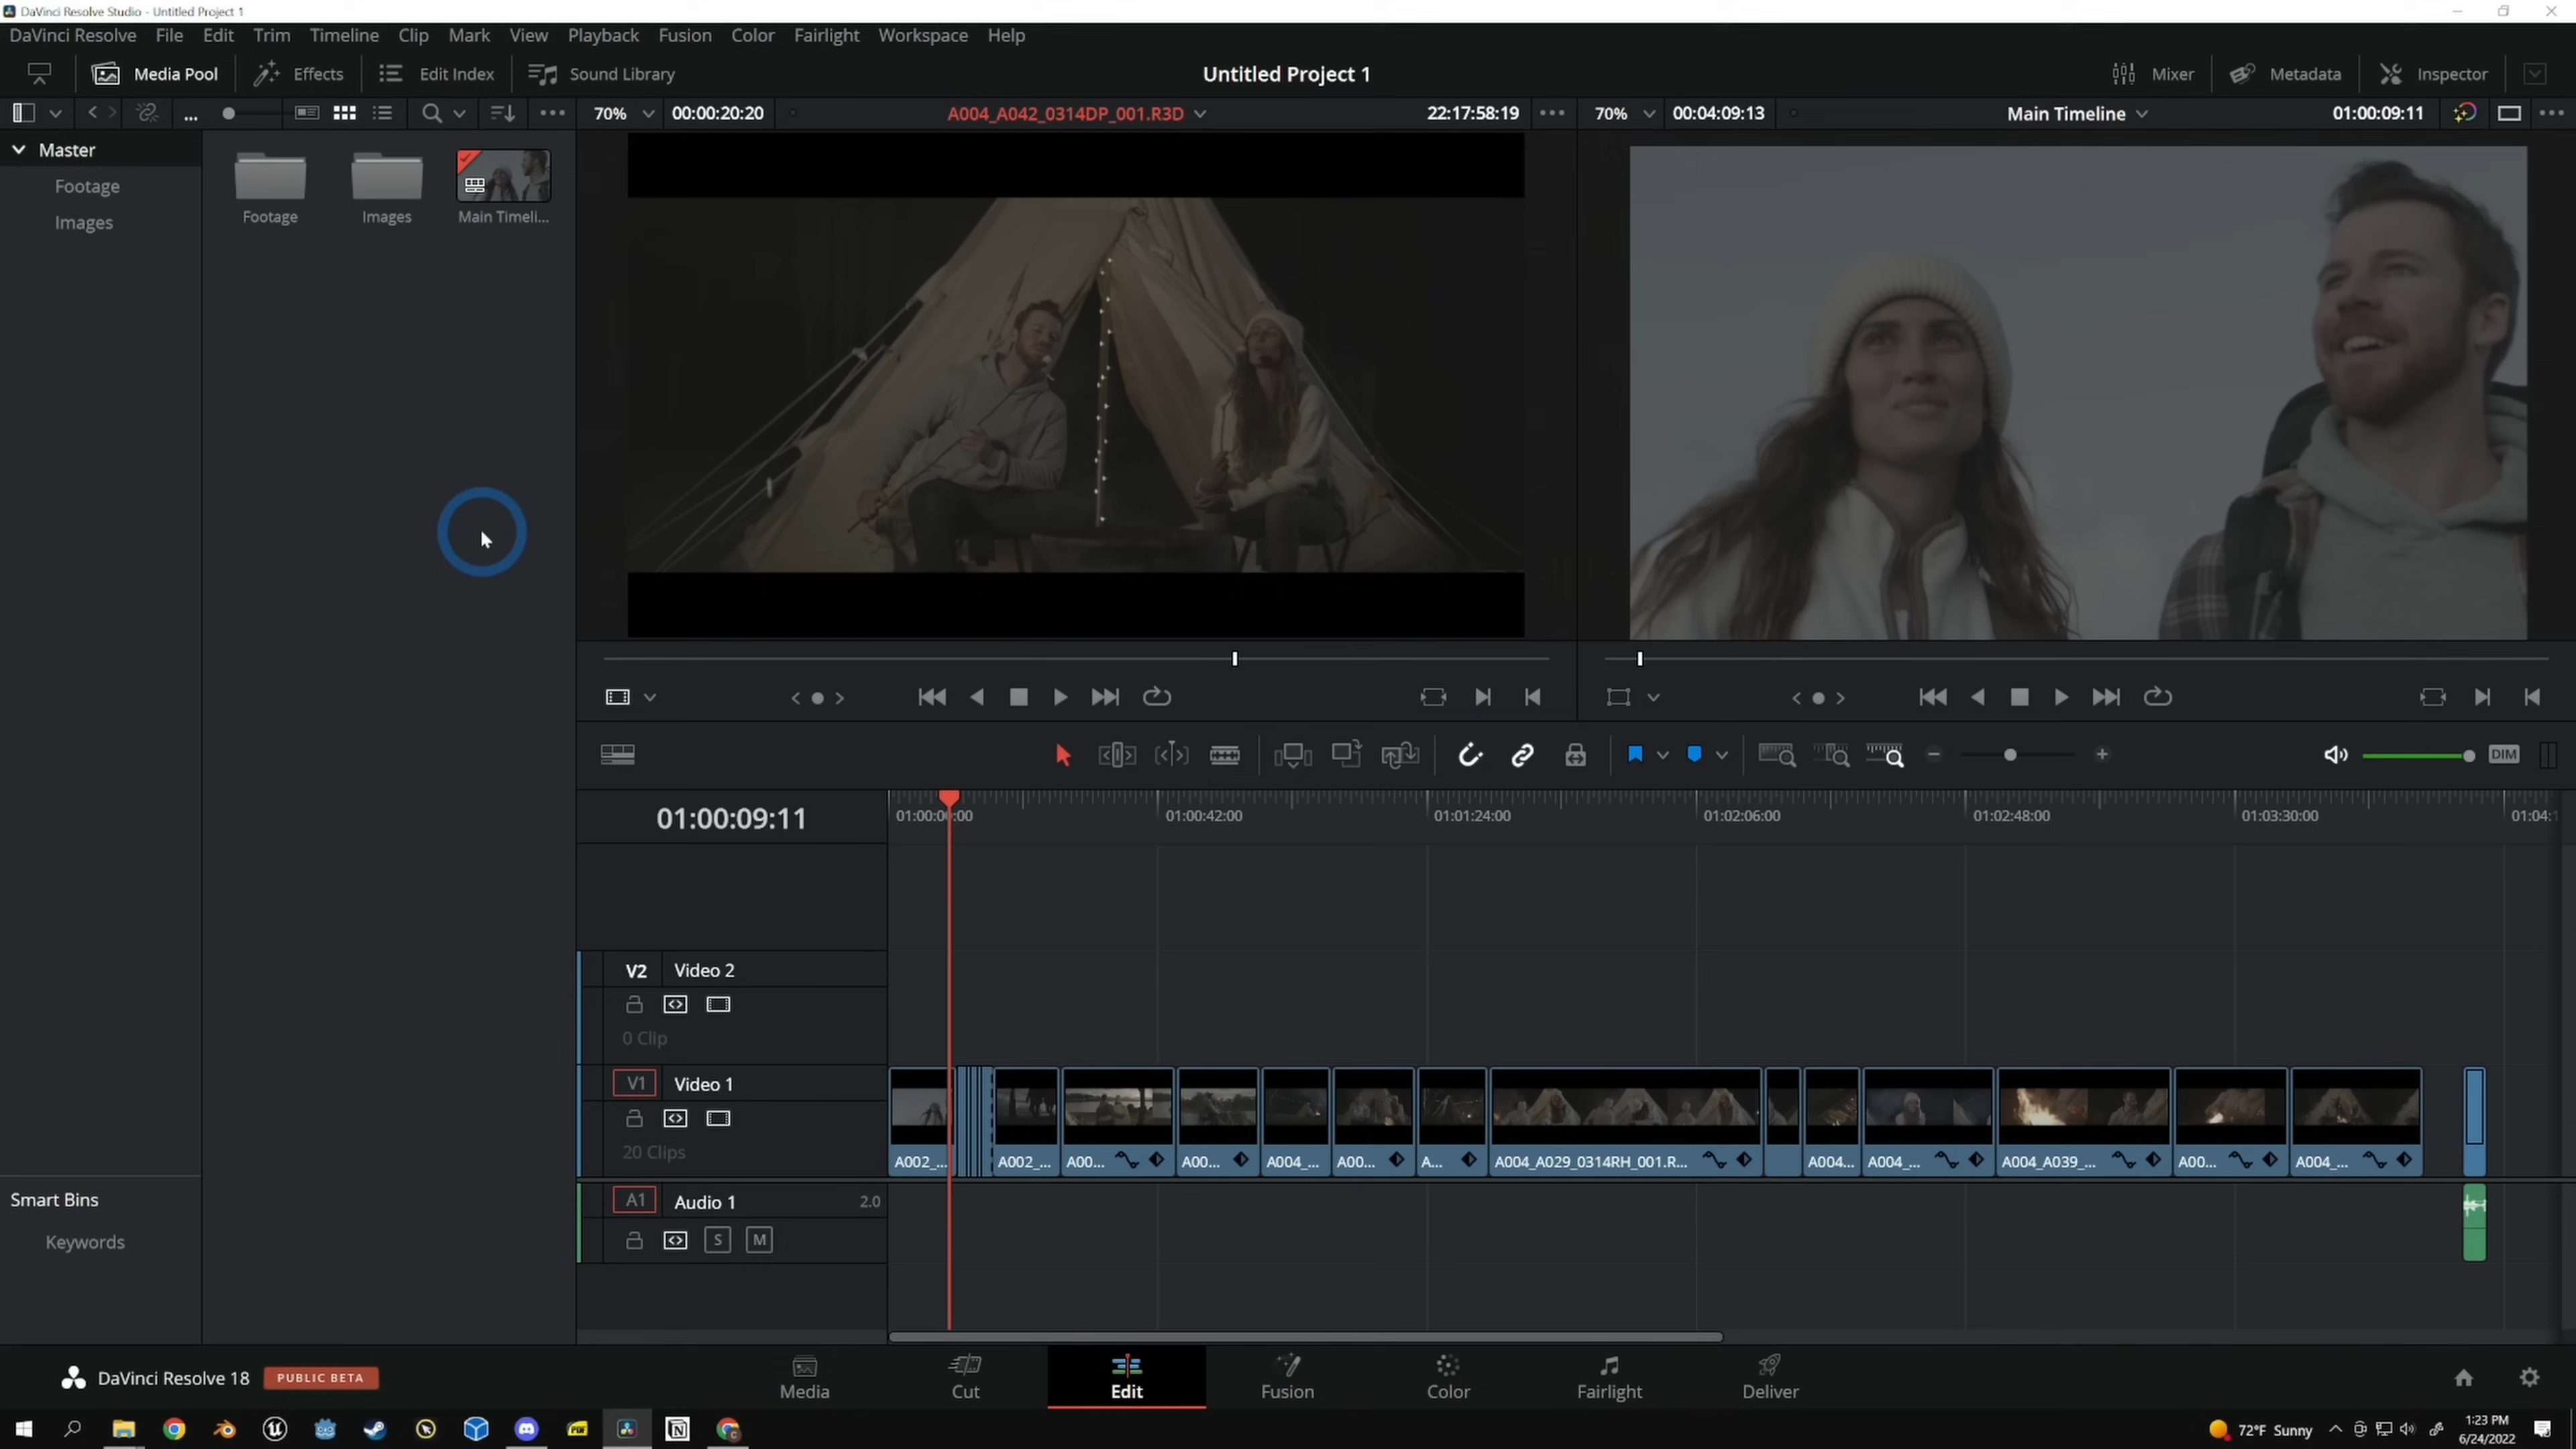 DaVinci Resolve Studio - Untitled Project 1
DaVinci Resolve File Edit Trim Timeline Clip Mark View Playback Fusion Color Fairlight Workspace Help
Media Pool Effects Edit Index Sound Library Untitled Project 1 Mixer Metadata Inspector
... 70% 00:00:20:20 A004_A042_0314DP_001.R3D 22:17:58:19 70% 00:04:09:13 Main Timeline 01:00:09:11
Master
Footage
Images
Footage Images Main Timeli...
DIM
01:00:09:11
01:00:00:00 01:00:42:00 01:01:24:00 01:02:06:00 01:02:48:00 01:03:30:00
V2 Video 2
0 Clip
V1 Video 1
20 Clips
A002_... A002_... A00... A00... A004_... A00... A... A004_A029_0314RH_001.R... A004... A004_... A004_A039_... A00... A004_...
A1 Audio 1 2.0
S M
Smart Bins
Keywords
DaVinci Resolve 18 PUBLIC BETA
Media Cut Edit Fusion Color Fairlight Deliver
72°F Sunny
1:23 PM
6/24/2022